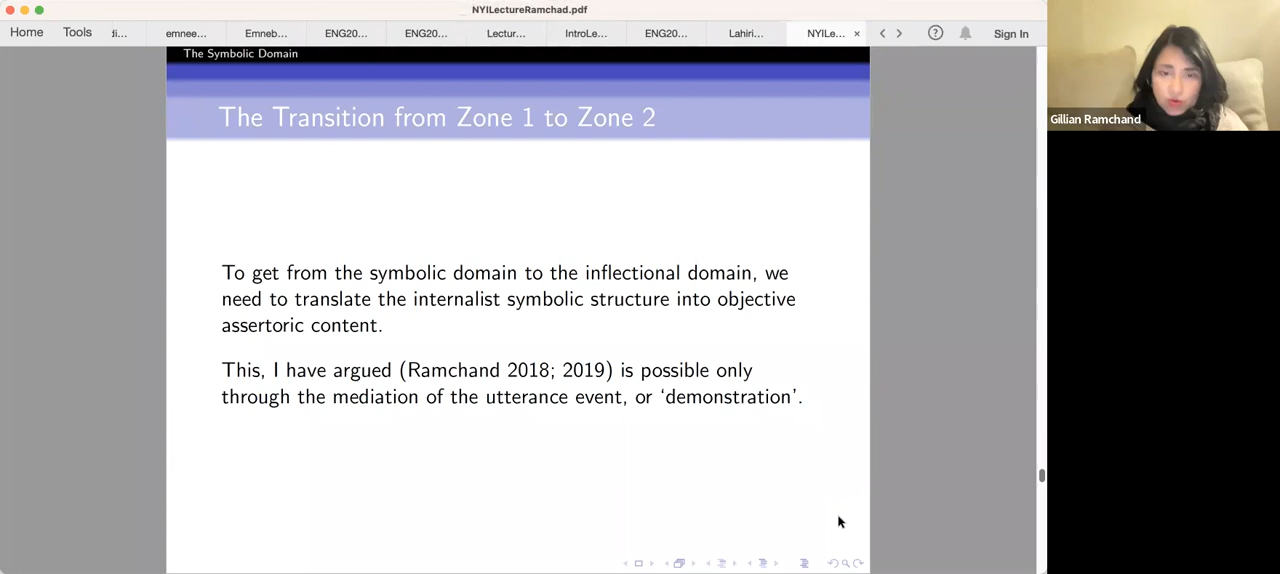 NYILectureRamchad.pdf
Home Tools di... emnee... Emneb... ENG20... ENG20... Lectur... IntroLe... ENG20... Lahiri... NYILe... × ? Sign In
The Symbolic Domain
The Transition from Zone 1 to Zone 2
Gillian Ramchand
To get from the symbolic domain to the inflectional domain, we
need to translate the internalist symbolic structure into objective
assertoric content.
This, I have argued (Ramchand 2018; 2019) is possible only
through the mediation of the utterance event, or ‘demonstration’.